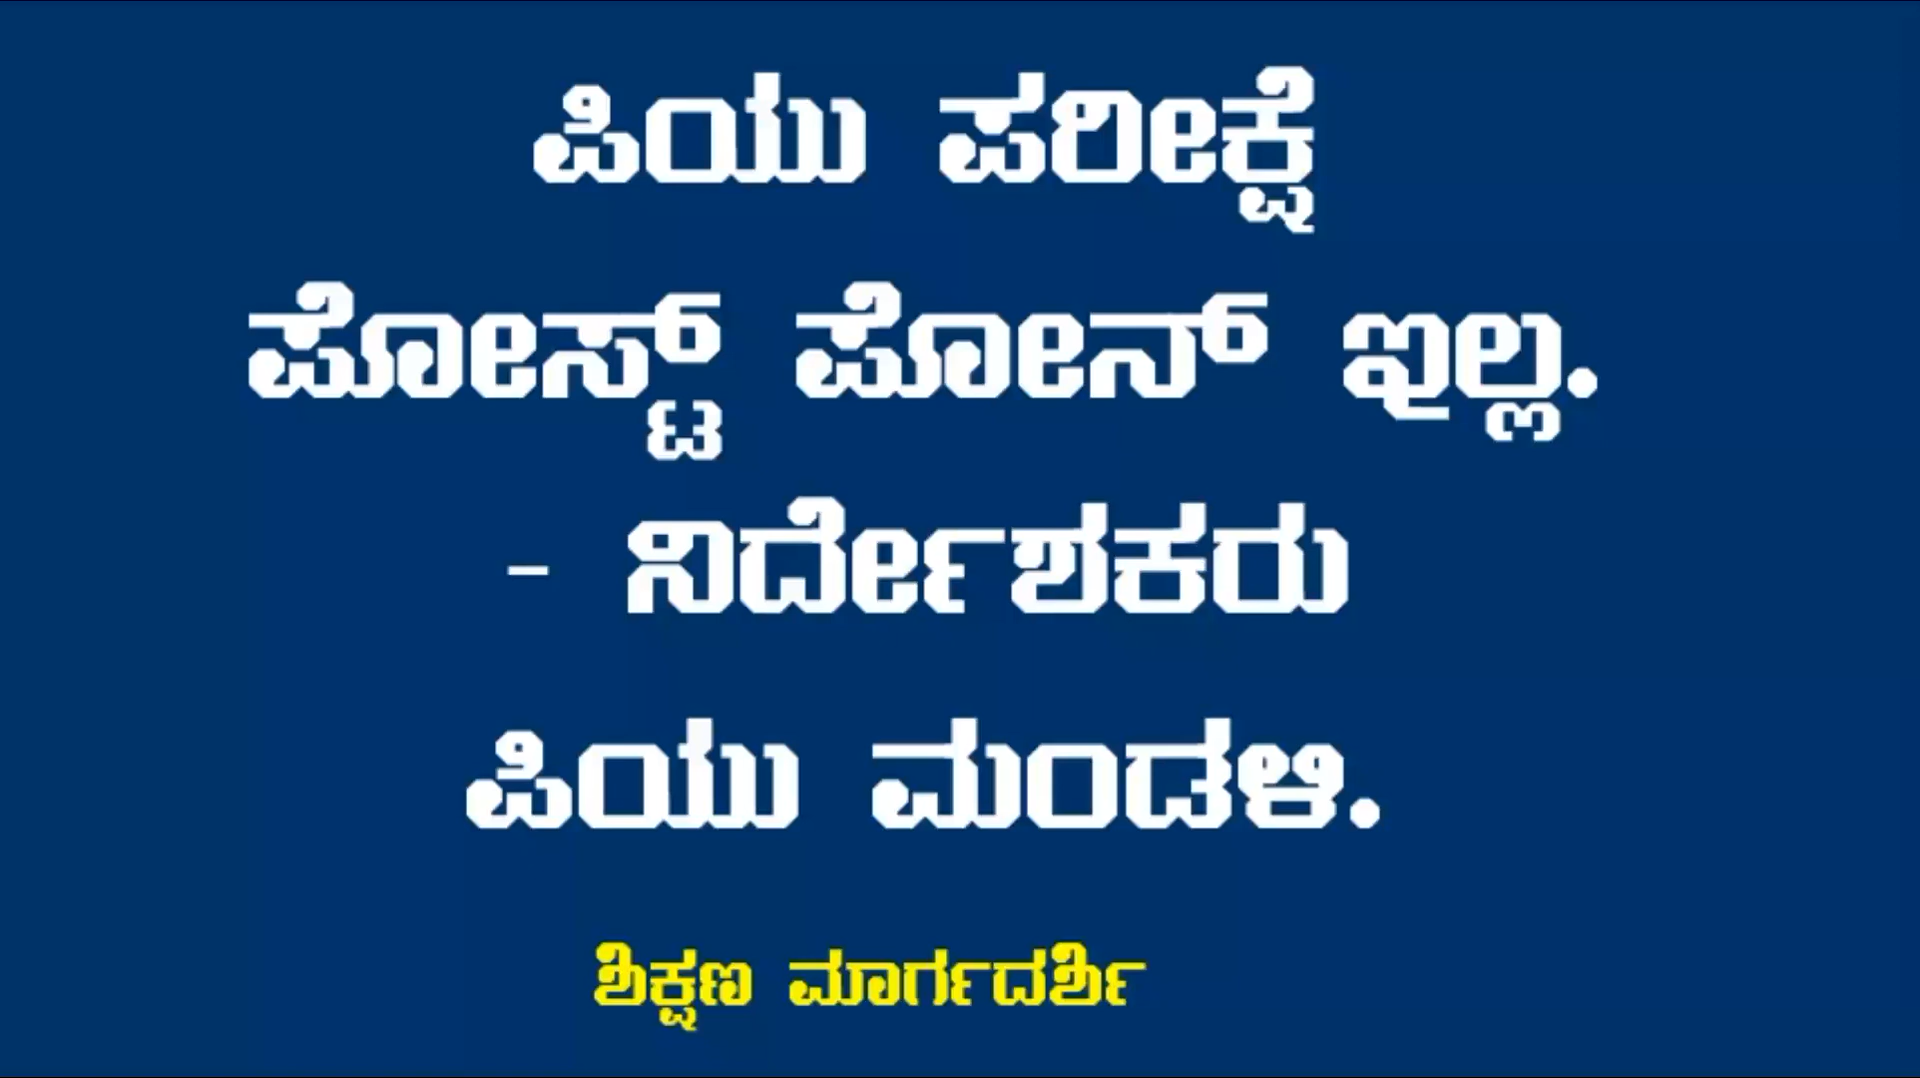 ಪಿಯು ಪರೀಕ್ಷೆ
ಪೋಸ್ಟ್ ಪೋನ್ ಇಲ್ಲ.
- ನಿರ್ದೇಶಕರು
ಪಿಯು ಮಂಡಳಿ.
ಶಿಕ್ಷಣ ಮಾರ್ಗದರ್ಶಿ